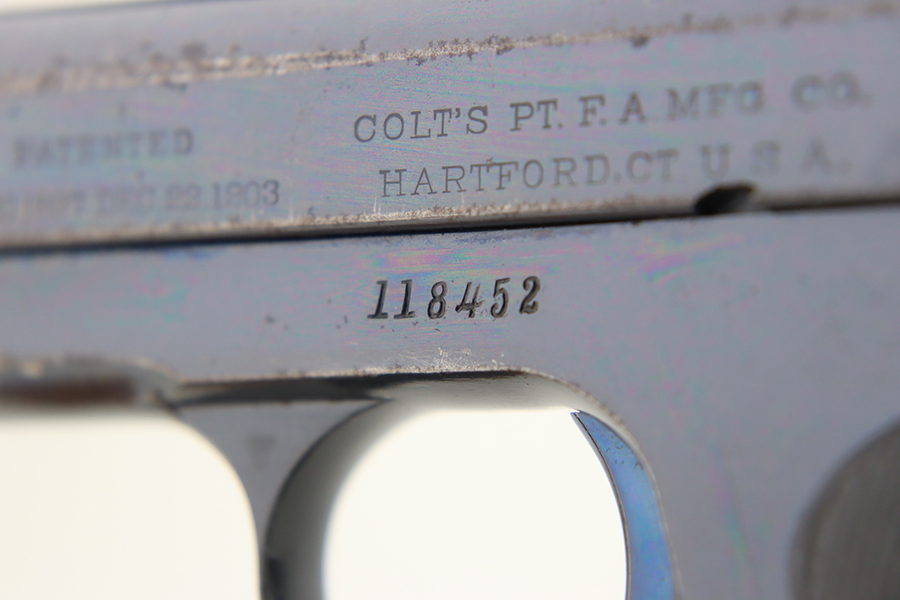 PATENTED
DEC.22.1903
COLT'S PT. F. A MFG CO.
HARTFORD.CT U S A.
118452